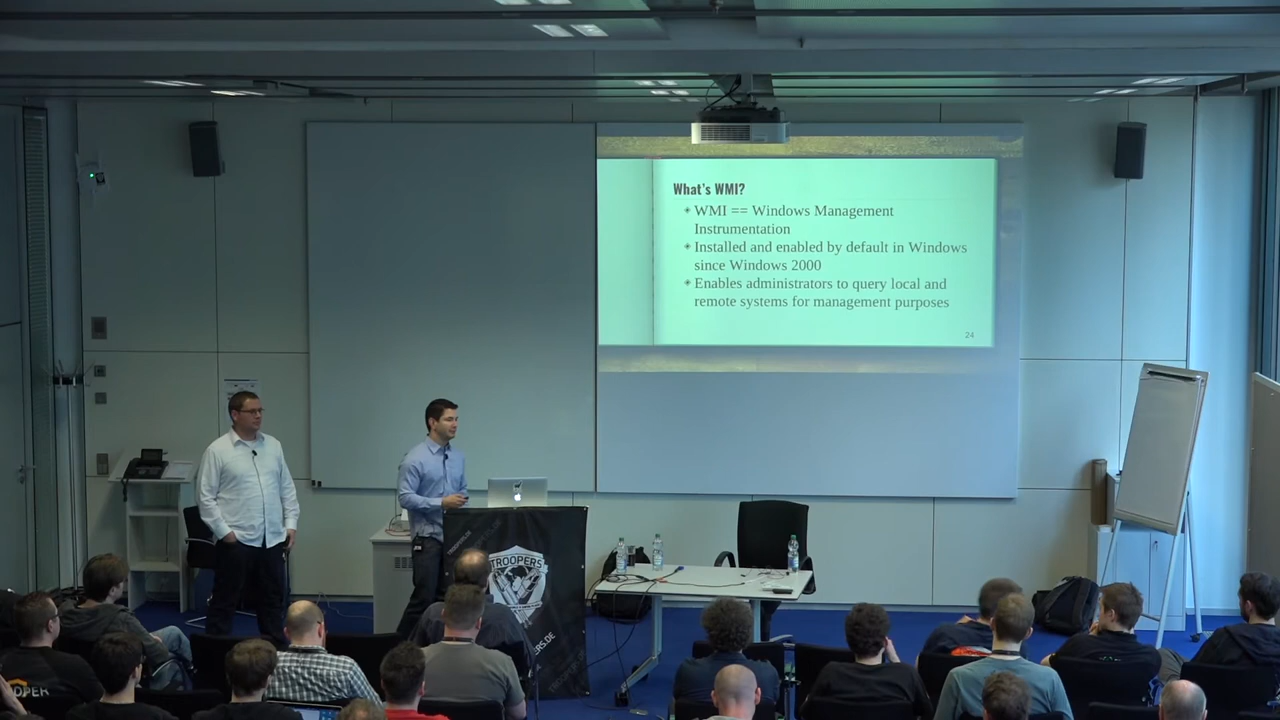 What's WMI?
WMI == Windows Management
Instrumentation
Installed and enabled by default in Windows
since Windows 2000
Enables administrators to query local and
remote systems for management purposes
24
TROOPERS